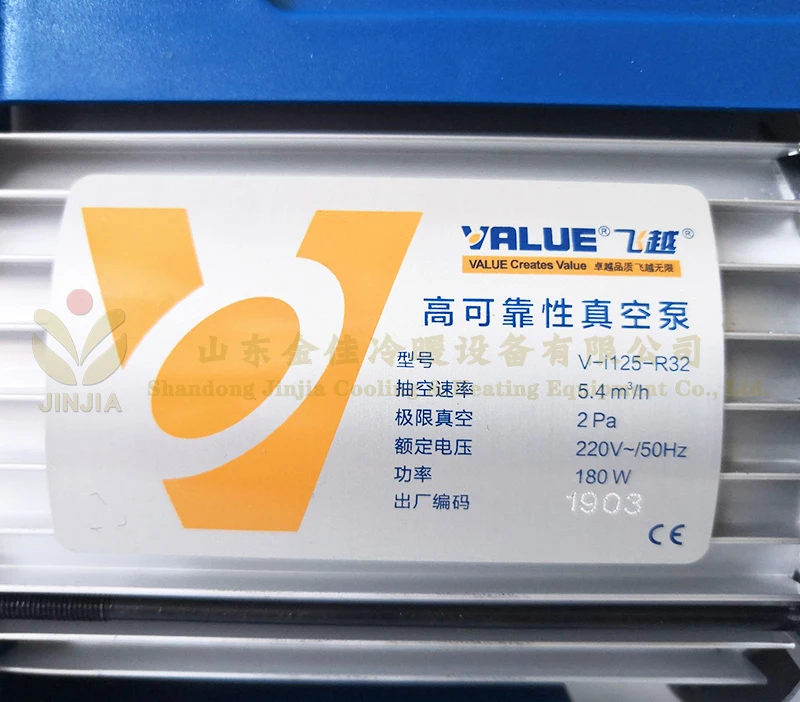 VALUE® 飞越®
VALUE Creates Value 卓越品质 飞越无限
高可靠性真空泵
山东金佳冷暖设备有限公司
Shandong Jinjia Cooling & Heating Equipment Co., Ltd.
JINJIA
型号 V-i125-R32
抽空速率 5.4 m³/h
极限真空 2 Pa
额定电压 220V~/50Hz
功率 180 W
出厂编码 1903
CE